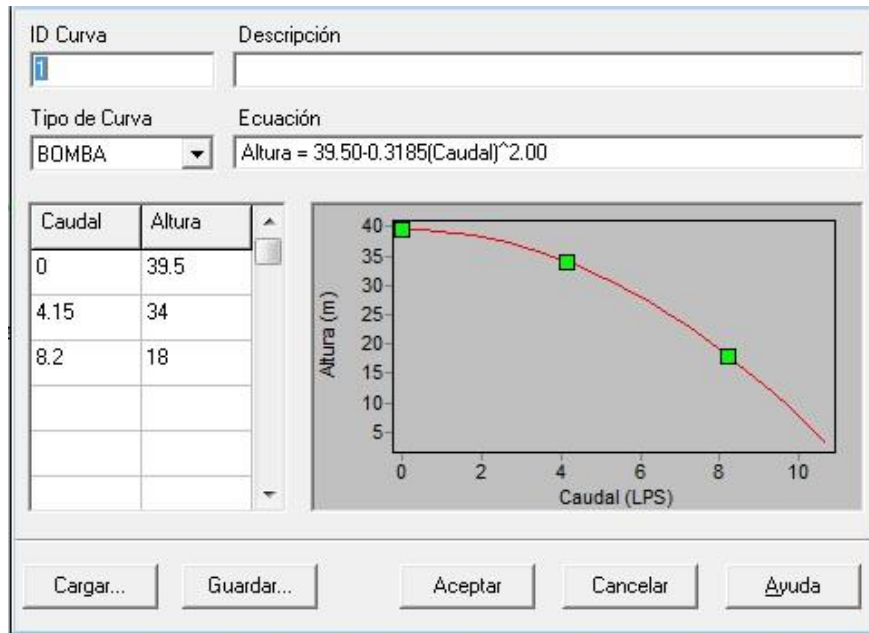 ID Curva Descripción
1
Tipo de Curva Ecuación
BOMBA Altura = 39.50-0.3185(Caudal)^2.00
Caudal Altura
0 39.5
4.15 34
8.2 18
Altura (m)
40
35
30
25
20
15
10
5
0 2 4 6 8 10
Caudal (LPS)
Cargar... Guardar... Aceptar Cancelar Ayuda